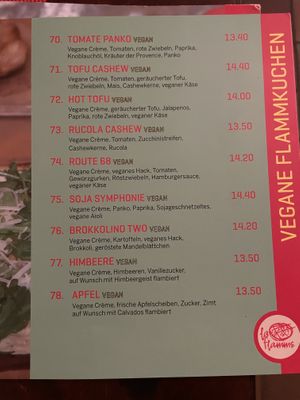 70. TOMATE PANKO VEGAN 13.40
Vegane Crème, Tomaten, rote Zwiebeln, Paprika,
Knoblauchöl, Kräuter der Provence, Panko
71. TOFU CASHEW VEGAN 14.40
Vegane Crème, Tomaten, geräucherter Tofu,
rote Zwiebeln, Mais, Cashewkerne, veganer Käse
72. HOT TOFU VEGAN 14.00
Vegane Crème, geräucherter Tofu, Jalapenos,
Paprika, rote Zwiebeln, veganer Käse
73. RUCOLA CASHEW VEGAN 13.50
Vegane Crème, Tomaten, Zucchinistreifen,
Cashewkerne, Rucola
74. ROUTE 68 VEGAN 14.20
Vegane Crème, veganes Hack, Tomaten,
Gewürzgurken, Röstzwiebeln, Hamburgersauce,
veganer Käse
75. SOJA SYMPHONIE VEGAN 14.40
Vegane Crème, Panko, Paprika, Sojageschnetzeltes,
vegane Aioli
76. BROKKOLINO TWO VEGAN 14.20
Vegane Crème, Kartoffeln, veganes Hack,
Brokkoli, geröstete Mandelblättchen
77. HIMBEERE VEGAN 13.50
Vegane Crème, Himbeeren, Vanillezucker,
auf Wunsch mit Himbeergeist flambiert
78. APFEL VEGAN 13.50
Vegane Crème, frische Apfelscheiben, Zucker, Zimt
auf Wunsch mit Calvados flambiert
VEGANE FLAMMKUCHEN